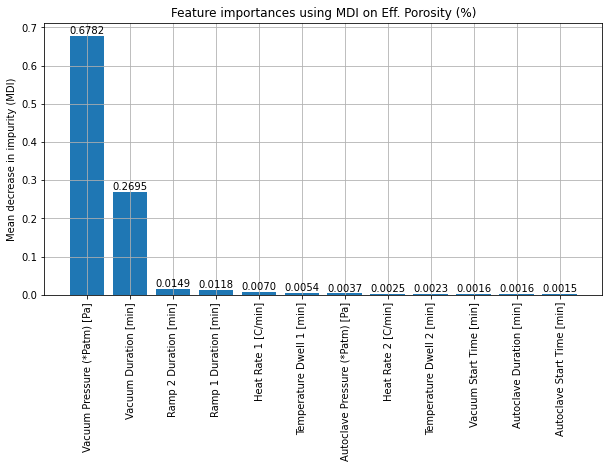 Feature importances using MDI on Eff. Porosity (%)
Mean decrease in impurity (MDI)
0.7
0.6
0.5
0.4
0.3
0.2
0.1
0.0
0.6782
0.2695
0.0149
0.0118
0.0070
0.0054
0.0037
0.0025
0.0023
0.0016
0.0016
0.0015
Vacuum Pressure (*Patm) [Pa]
Vacuum Duration [min]
Ramp 2 Duration [min]
Ramp 1 Duration [min]
Heat Rate 1 [C/min]
Temperature Dwell 1 [min]
Autoclave Pressure (*Patm) [Pa]
Heat Rate 2 [C/min]
Temperature Dwell 2 [min]
Vacuum Start Time [min]
Autoclave Duration [min]
Autoclave Start Time [min]